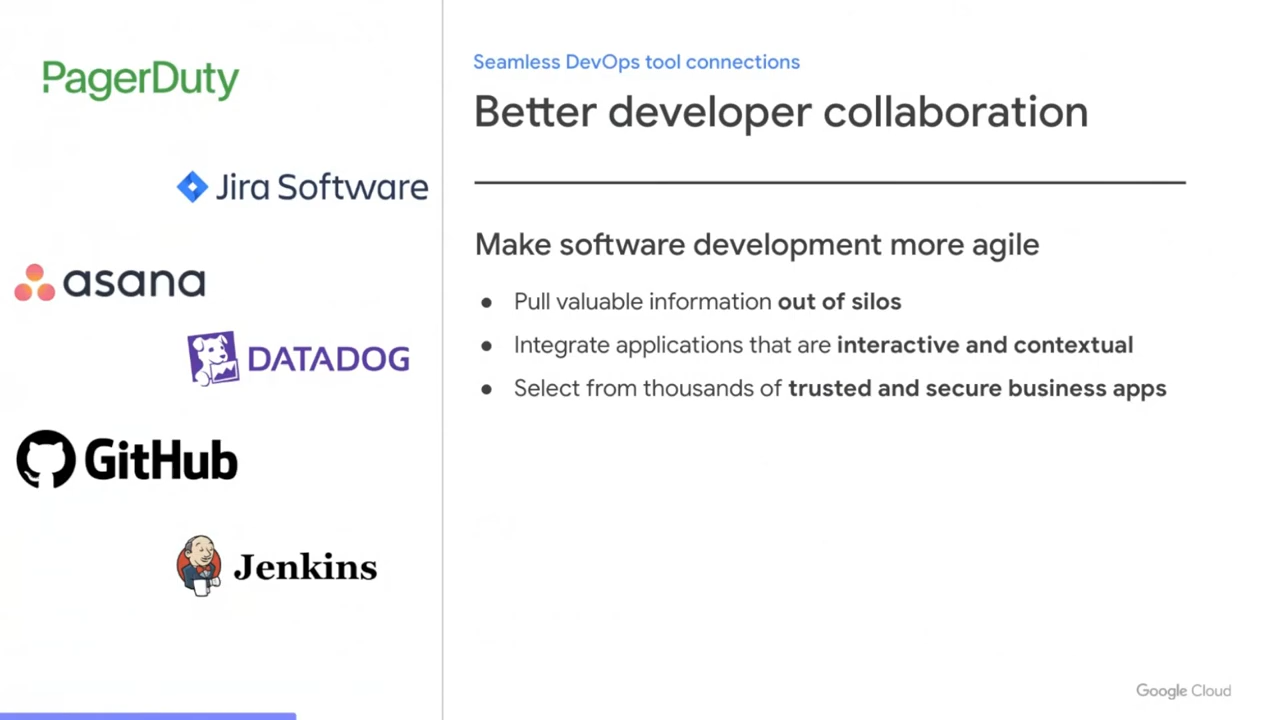 PagerDuty
Jira Software
asana
DATADOG
GitHub
Jenkins
Seamless DevOps tool connections
Better developer collaboration
Make software development more agile
● Pull valuable information out of silos
● Integrate applications that are interactive and contextual
● Select from thousands of trusted and secure business apps
Google Cloud